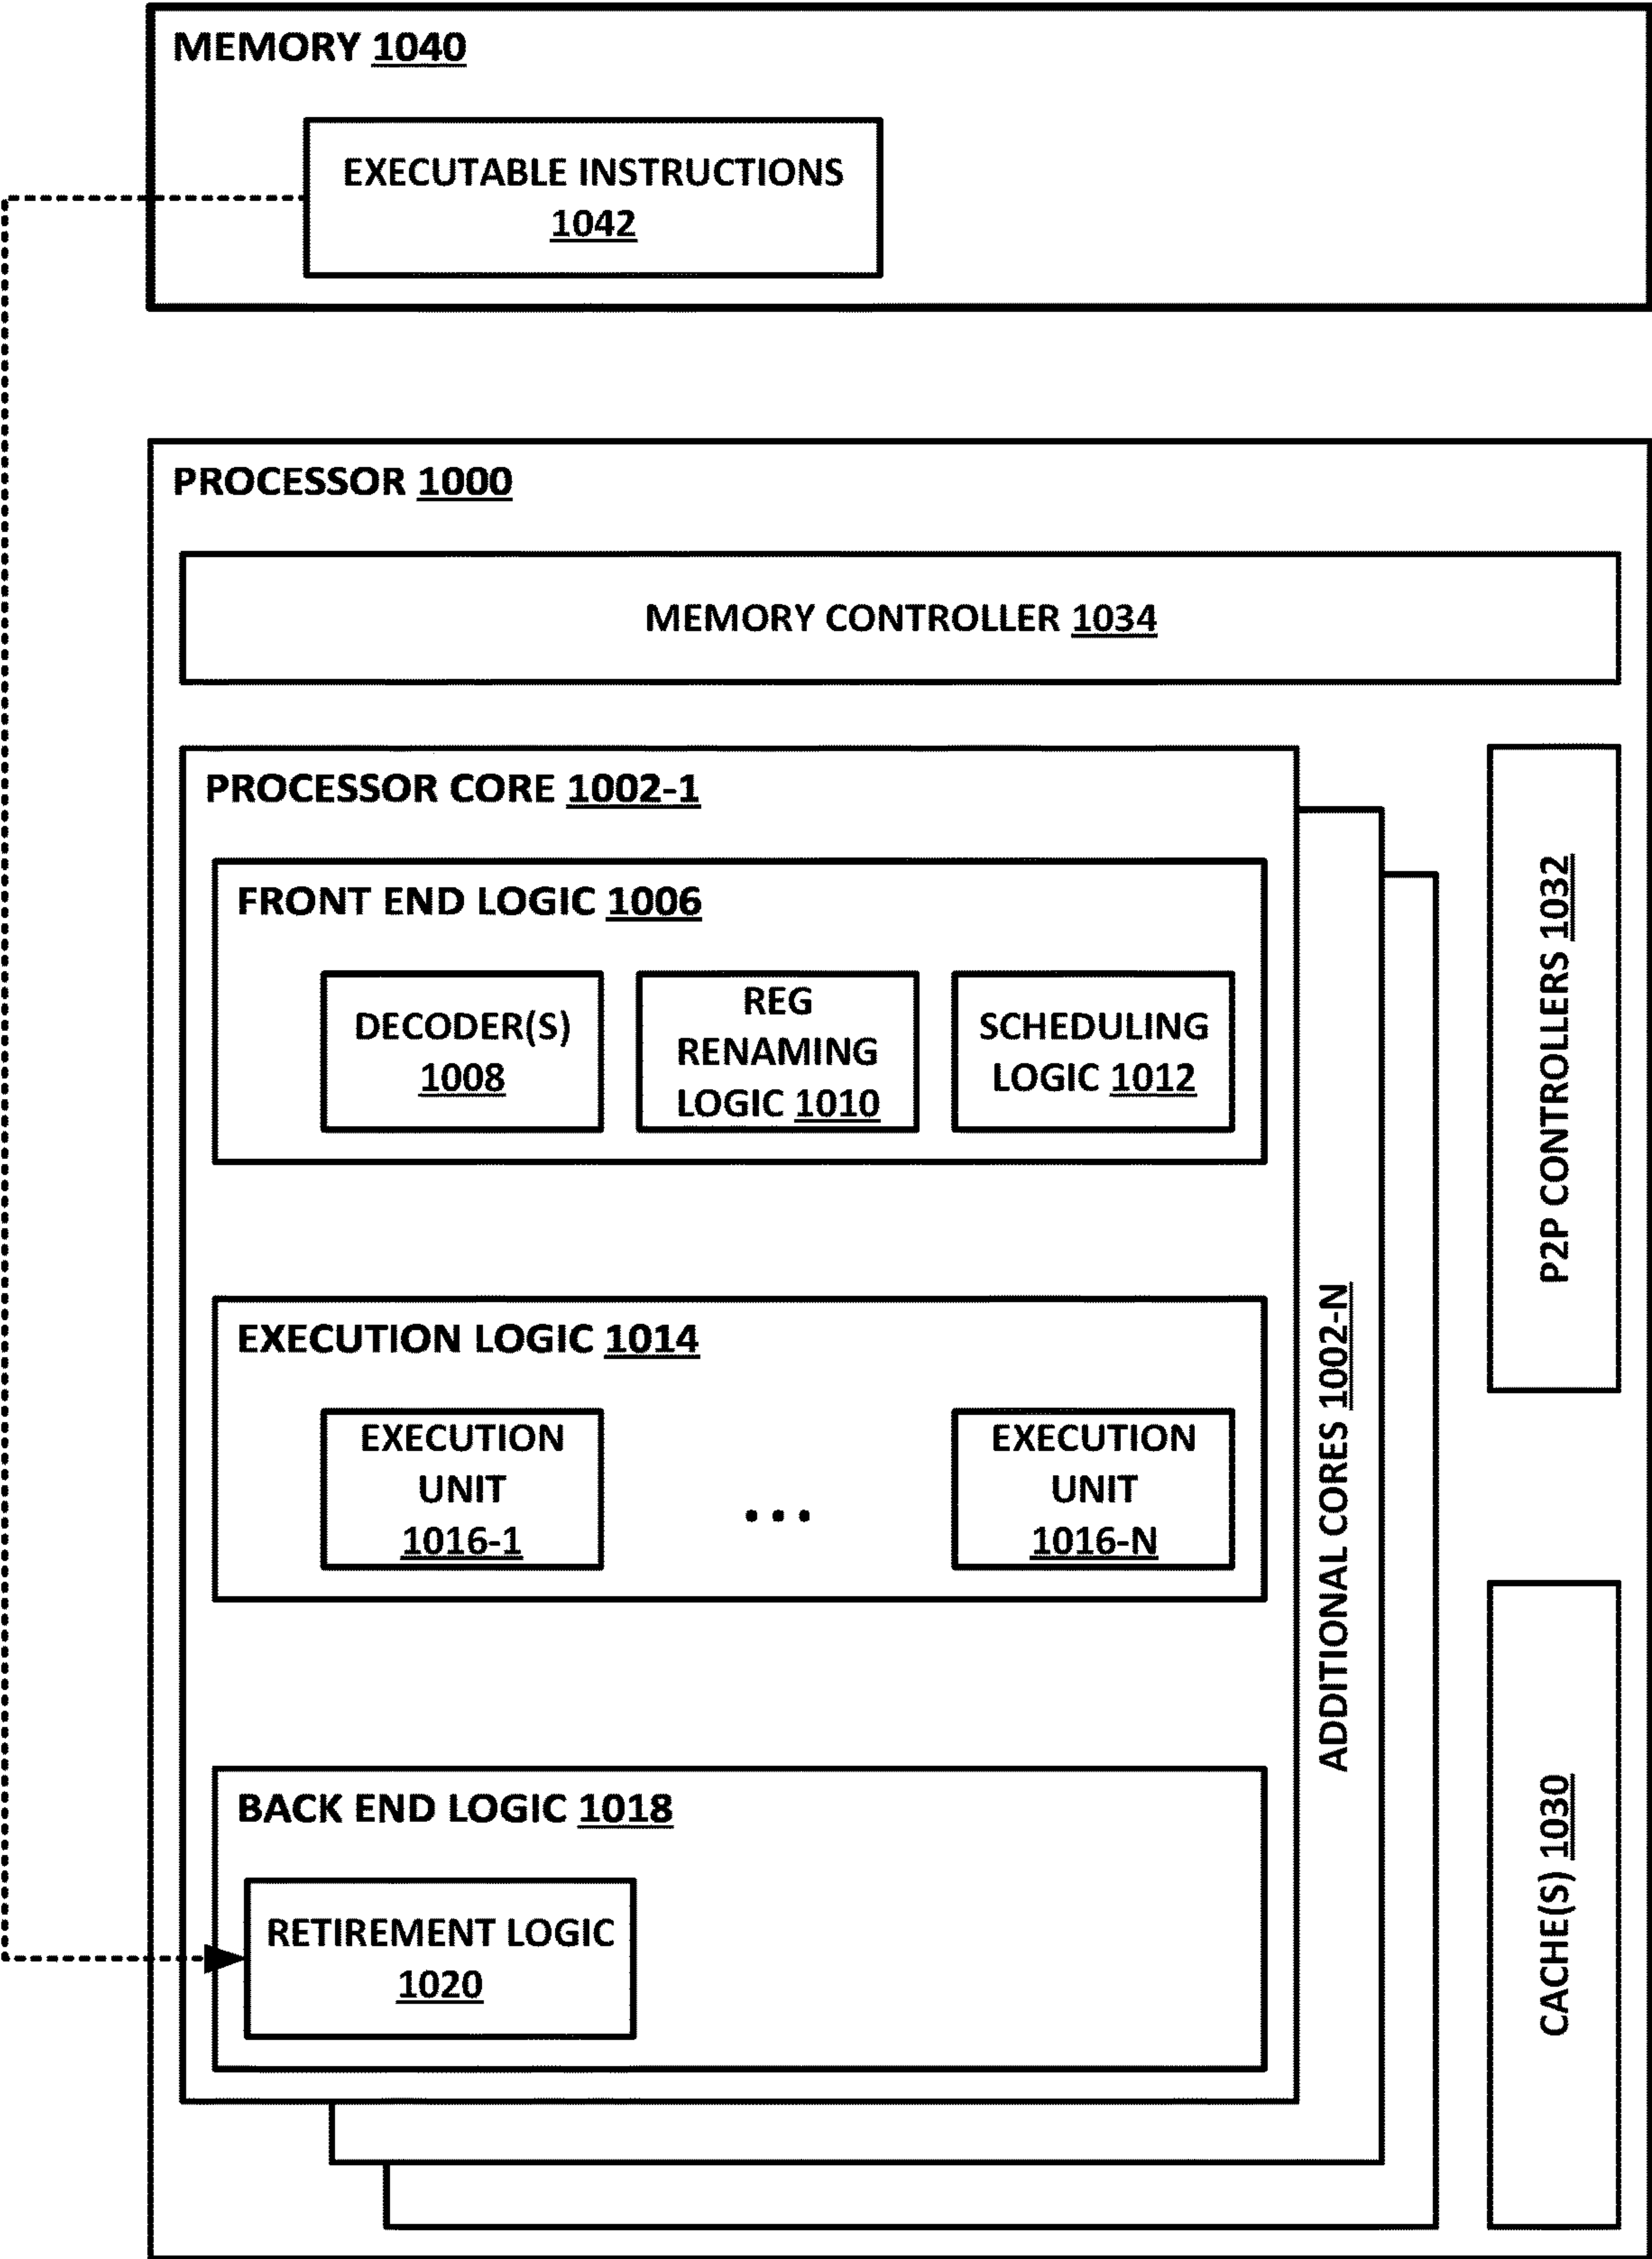 MEMORY 1040
EXECUTABLE INSTRUCTIONS
1042
PROCESSOR 1000
MEMORY CONTROLLER 1034
PROCESSOR CORE 1002-1
FRONT END LOGIC 1006
DECODER(S)
1008
REG
RENAMING
LOGIC 1010
SCHEDULING
LOGIC 1012
EXECUTION LOGIC 1014
EXECUTION
UNIT
1016-1
...
EXECUTION
UNIT
1016-N
BACK END LOGIC 1018
RETIREMENT LOGIC
1020
ADDITIONAL CORES 1002-N
P2P CONTROLLERS 1032
CACHE(S) 1030